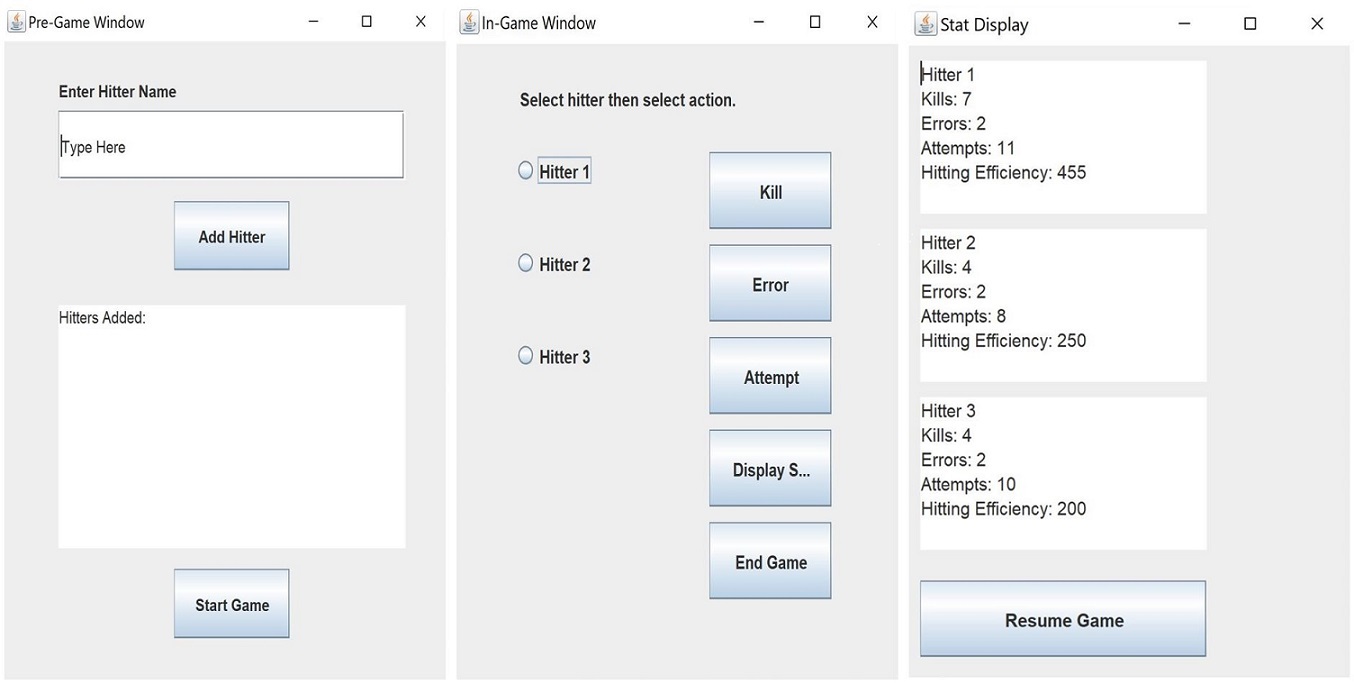 Pre-Game Window
Enter Hitter Name
Type Here
Add Hitter
Hitters Added:
Start Game
In-Game Window
Select hitter then select action.
Hitter 1
Kill
Hitter 2
Error
Hitter 3
Attempt
Display S...
End Game
Stat Display
Hitter 1
Kills: 7
Errors: 2
Attempts: 11
Hitting Efficiency: 455
Hitter 2
Kills: 4
Errors: 2
Attempts: 8
Hitting Efficiency: 250
Hitter 3
Kills: 4
Errors: 2
Attempts: 10
Hitting Efficiency: 200
Resume Game